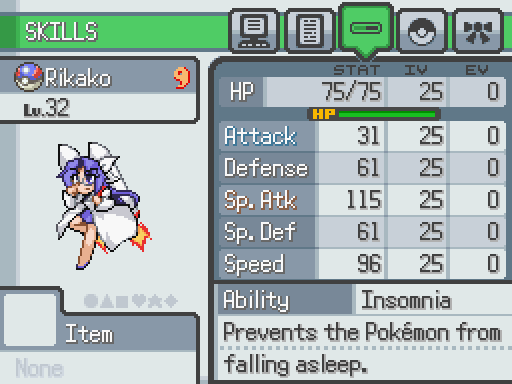 SKILLS
Rikako
Lv.32
STAT IV EV
HP 75/75 25 0
HP
Attack 31 25 0
Defense 61 25 0
Sp. Atk 115 25 0
Sp. Def 61 25 0
Speed 96 25 0
Ability Insomnia
Prevents the Pokémon from
falling asleep.
Item
None